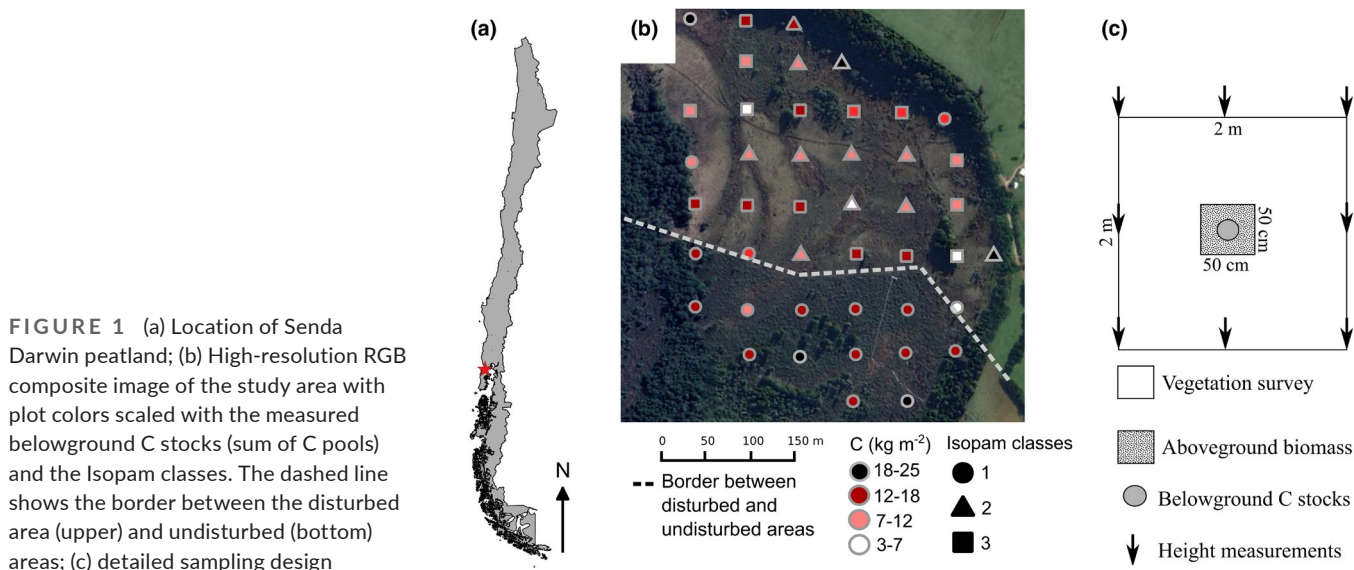 FIGURE 1 (a) Location of Senda
Darwin peatland; (b) High-resolution RGB
composite image of the study area with
plot colors scaled with the measured
belowground C stocks (sum of C pools)
and the Isopam classes. The dashed line
shows the border between the disturbed
area (upper) and undisturbed (bottom)
areas; (c) detailed sampling design
(a)
N
(b)
0 50 100 150 m
Border between
disturbed and
undisturbed areas
C (kg m⁻²)
18-25
12-18
7-12
3-7
Isopam classes
1
2
3
(c)
2 m
2 m
50 cm
50 cm
Vegetation survey
Aboveground biomass
Belowground C stocks
Height measurements